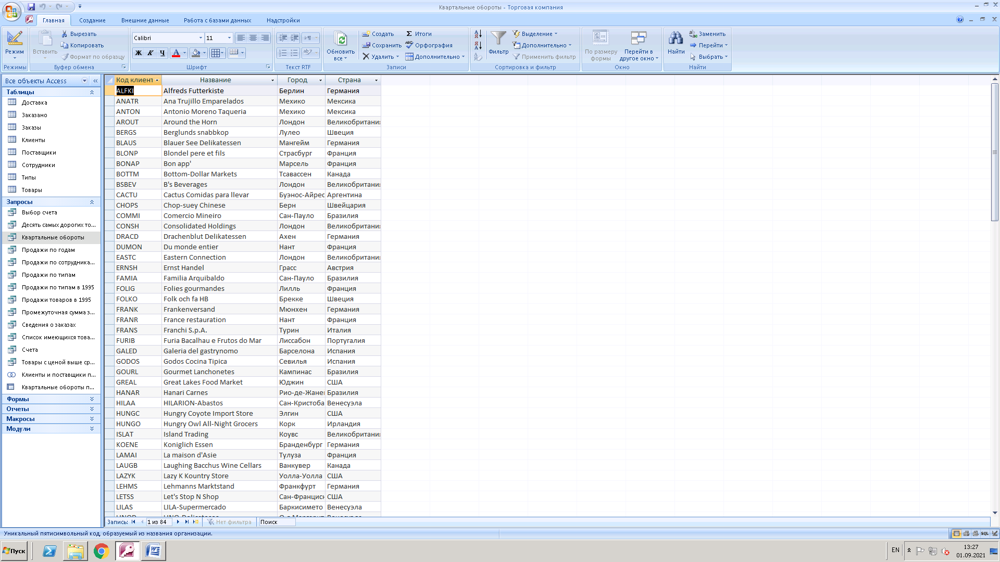 Квартальные обороты - Торговая компания
Главная Создание Внешние данные Работа с базами данных Надстройки
Режим
Режимы
Вставить
Вырезать
Копировать
Формат по образцу
Буфер обмена
Calibri 11
Ж К Ч А
Шрифт
Текст RTF
Обновить все
Создать
Сохранить
Удалить
Итоги
Орфография
Дополнительно
Записи
Фильтр
Выделение
Дополнительно
Применить фильтр
Сортировка и фильтр
По размеру формы
Перейти в другое окно
Окно
Найти
Заменить
Перейти
Выбрать
Найти
Все объекты Access
Таблицы
Доставка
Заказано
Заказы
Клиенты
Поставщики
Сотрудники
Типы
Товары
Запросы
Выбор счета
Десять самых дорогих то...
Квартальные обороты
Продажи по годам
Продажи по сотрудника...
Продажи по типам
Продажи по типам в 1995
Продажи товаров в 1995
Промежуточная сумма з...
Сведения о заказах
Список имеющихся това...
Счета
Товары с ценой выше ср...
Клиенты и поставщики п...
Квартальные обороты п...
Формы
Отчеты
Макросы
Модули
Код клиент Название Город Страна
ALFKI Alfreds Futterkiste Берлин Германия
ANATR Ana Trujillo Emparelados Мехико Мексика
ANTON Antonio Moreno Taqueria Мехико Мексика
AROUT Around the Horn Лондон Великобритани
BERGS Berglunds snabbkop Лулео Швеция
BLAUS Blauer See Delikatessen Мангейм Германия
BLONP Blondel pere et fils Страсбург Франция
BONAP Bon app' Марсель Франция
BOTTM Bottom-Dollar Markets Тсавассен Канада
BSBEV B's Beverages Лондон Великобритани
CACTU Cactus Comidas para llevar Буэнос-Айрес Аргентина
CHOPS Chop-suey Chinese Берн Швейцария
COMMI Comercio Mineiro Сан-Пауло Бразилия
CONSH Consolidated Holdings Лондон Великобритани
DRACD Drachenblut Delikatessen Ахен Германия
DUMON Du monde entier Нант Франция
EASTC Eastern Connection Лондон Великобритани
ERNSH Ernst Handel Грасс Австрия
FAMIA Familia Arquibaldo Сан-Пауло Бразилия
FOLIG Folies gourmandes Лилль Франция
FOLKO Folk och fa HB Брекке Швеция
FRANK Frankenversand Мюнхен Германия
FRANR France restauration Нант Франция
FRANS Franchi S.p.A. Турин Италия
FURIB Furia Bacalhau e Frutos do Mar Лиссабон Португалия
GALED Galeria del gastrynomo Барселона Испания
GODOS Godos Cocina Tipica Севилья Испания
GOURL Gourmet Lanchonetes Кампинас Бразилия
GREAL Great Lakes Food Market Юджин США
HANAR Hanari Carnes Рио-де-Жане Бразилия
HILAA HILARION-Abastos Сан-Кристоба Венесуэла
HUNGC Hungry Coyote Import Store Элгин США
HUNGO Hungry Owl All-Night Grocers Корк Ирландия
ISLAT Island Trading Коувс Великобритани
KOENE Koniglich Essen Бранденбург Германия
LAMAI La maison d'Asie Тулуза Франция
LAUGB Laughing Bacchus Wine Cellars Ванкувер Канада
LAZYK Lazy K Kountry Store Уолла-Уолла США
LEHMS Lehmanns Marktstand Франкфурт Германия
LETSS Let's Stop N Shop Сан-Францис США
LILAS LILA-Supermercado Баркисимето Венесуэла
Запись: 1 из 84 Нет фильтра Поиск
Уникальный пятисимвольный код, образуемый из названия организации.
SQL
Пуск
EN
13:27
01.09.2021